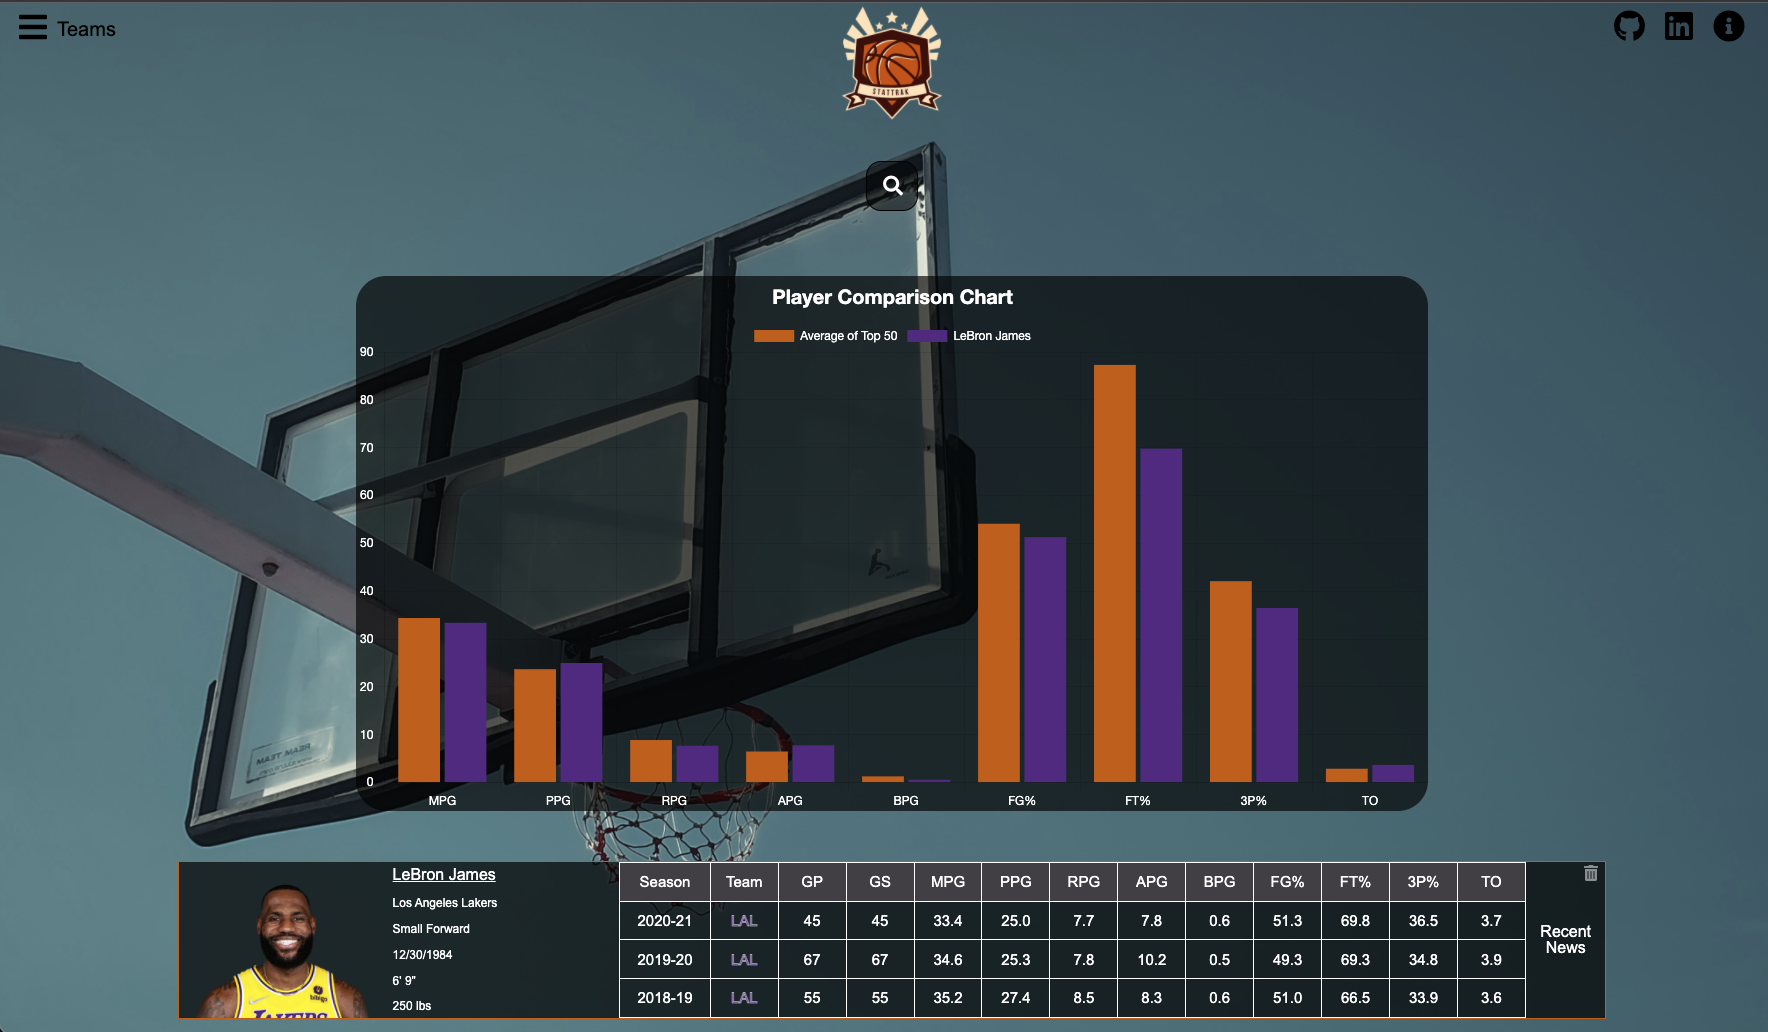 Teams
STATTRAK
Player Comparison Chart
Average of Top 50 LeBron James
90
80
70
60
50
40
30
20
10
0
MPG PPG RPG APG BPG FG% FT% 3P% TO
LeBron James
Los Angeles Lakers
Small Forward
12/30/1984
6' 9"
250 lbs
Season Team GP GS MPG PPG RPG APG BPG FG% FT% 3P% TO
2020-21 LAL 45 45 33.4 25.0 7.7 7.8 0.6 51.3 69.8 36.5 3.7
2019-20 LAL 67 67 34.6 25.3 7.8 10.2 0.5 49.3 69.3 34.8 3.9
2018-19 LAL 55 55 35.2 27.4 8.5 8.3 0.6 51.0 66.5 33.9 3.6
Recent
News
bibigo
LAKERS